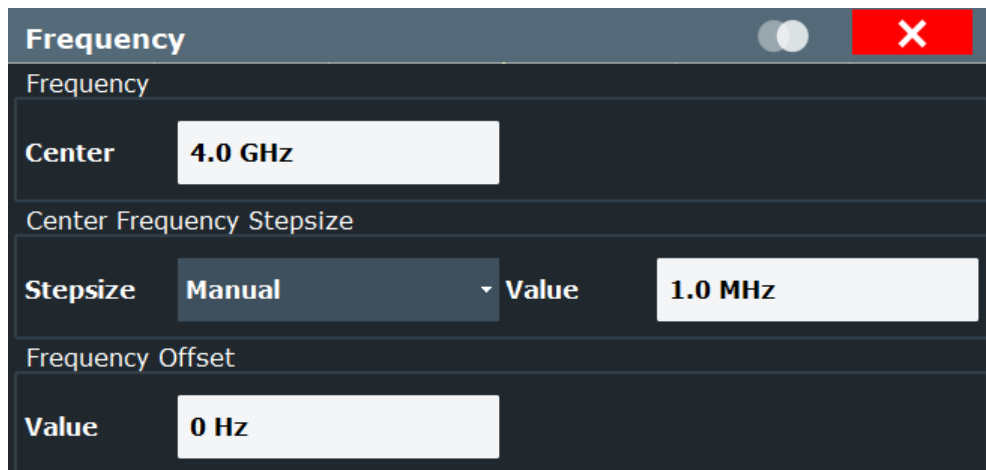 Frequency
Frequency
Center 4.0 GHz
Center Frequency Stepsize
Stepsize Manual Value 1.0 MHz
Frequency Offset
Value 0 Hz